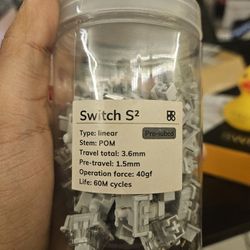 Switch S²
Type: linear
Pre-lubed
Stem: POM
Travel total: 3.6mm
Pre-travel: 1.5mm
Operation force: 40gf
Life: 60M cycles